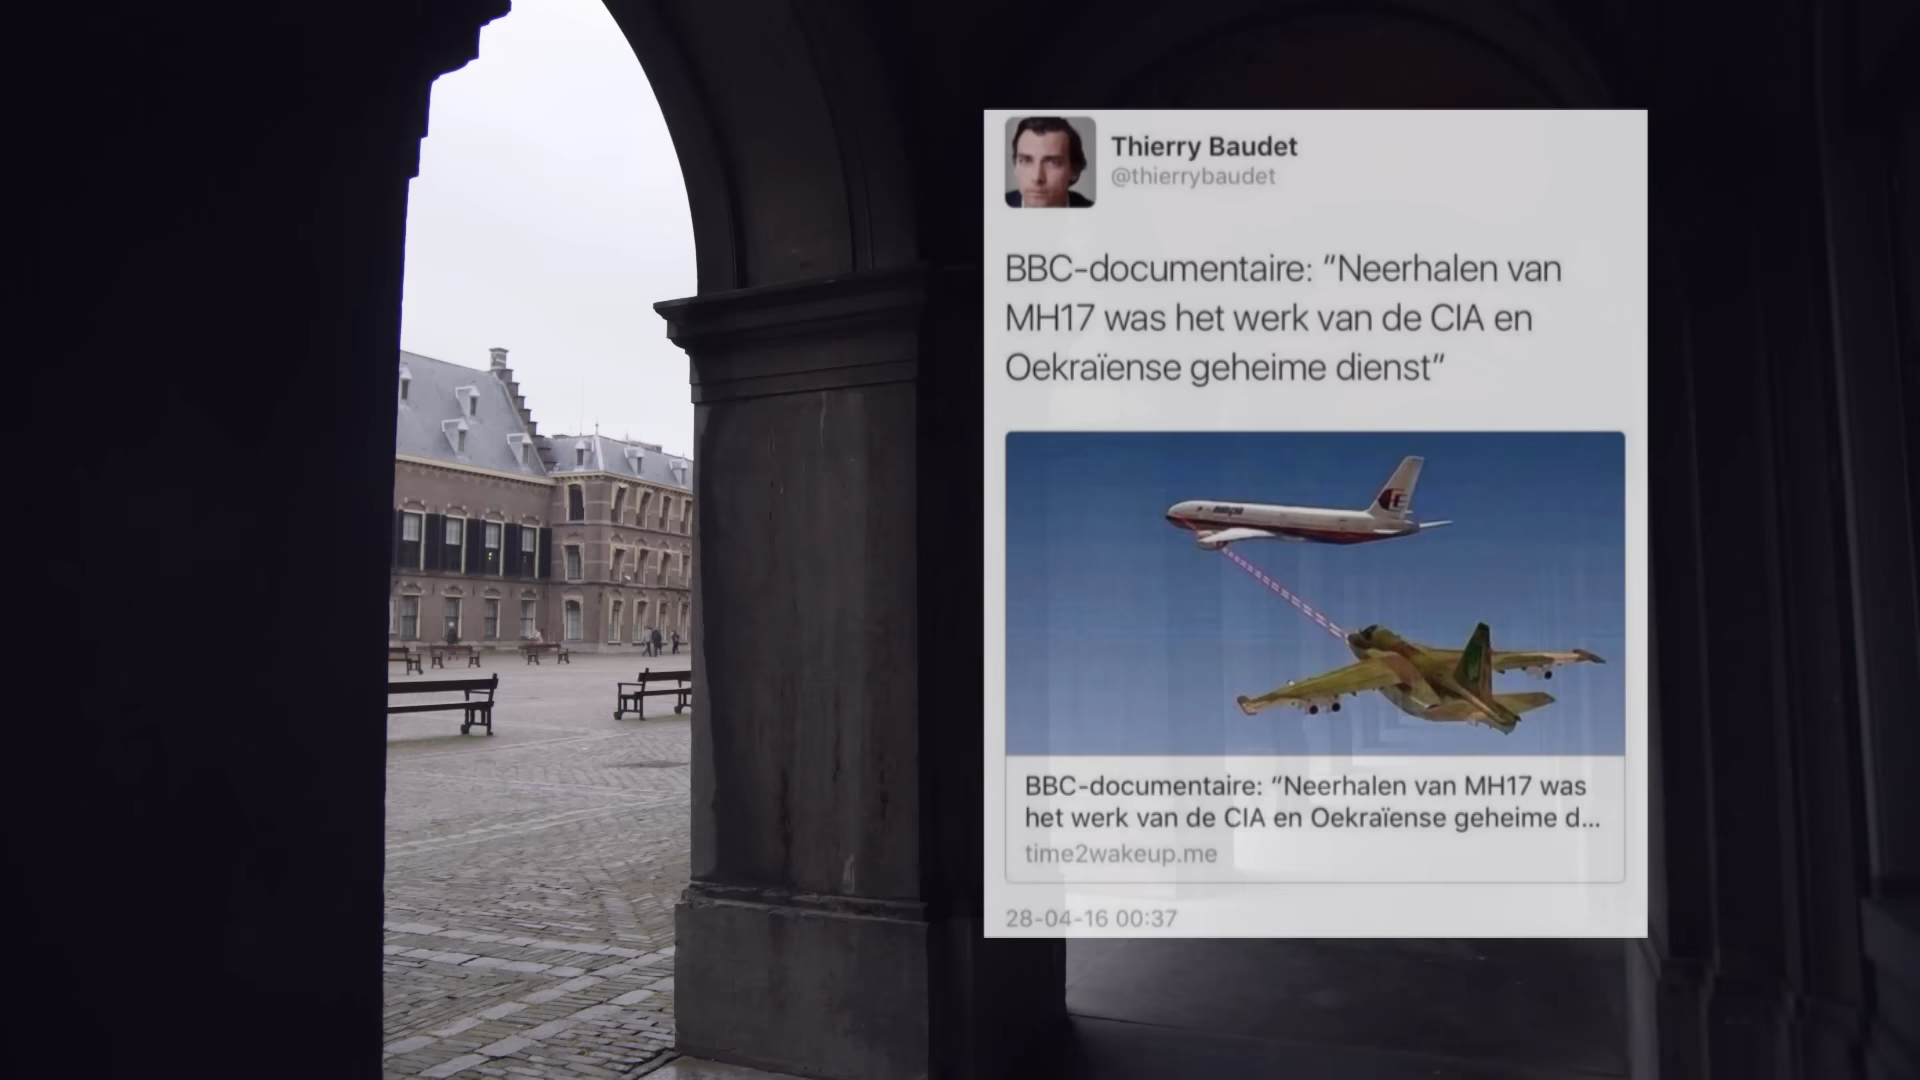 Thierry Baudet
@thierrybaudet
BBC-documentaire: “Neerhalen van
MH17 was het werk van de CIA en
Oekraïense geheime dienst”
BBC-documentaire: “Neerhalen van MH17 was
het werk van de CIA en Oekraïense geheime d...
time2wakeup.me
28-04-16 00:37